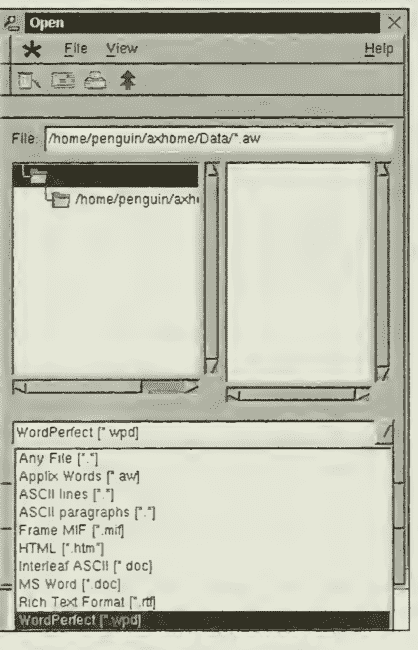 Open
File View Help
File: /home/penguin/axhome/Data/*.aw
/home/penguin/axh
WordPerfect [*.wpd]
Any File [*.*]
Applix Words [*.aw]
ASCII lines [*.*]
ASCII paragraphs [*.*]
Frame MIF [*.mif]
HTML [*.htm*]
Interleaf ASCII [*.doc]
MS Word [*.doc]
Rich Text Format [*.rtf]
WordPerfect [*.wpd]